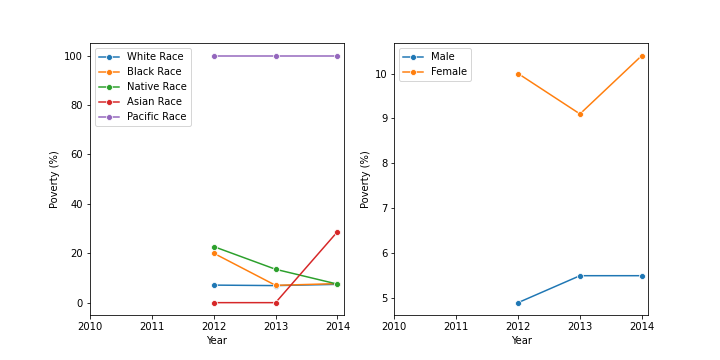 White Race
Black Race
Native Race
Asian Race
Pacific Race
100
80
60
40
20
0
Poverty (%)
2010 2011 2012 2013 2014
Year
Male
Female
10
9
8
7
6
5
Poverty (%)
2010 2011 2012 2013 2014
Year